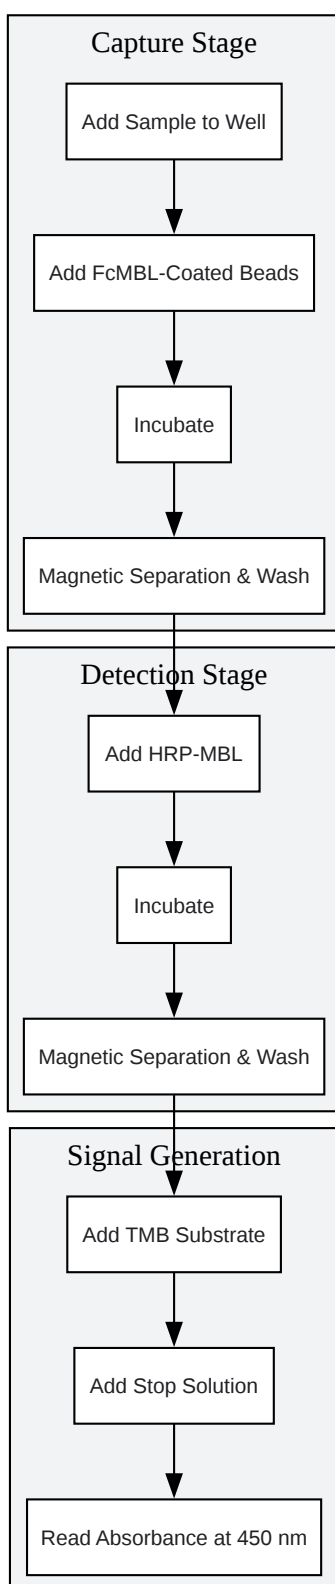 Capture Stage
Add Sample to Well
Add FcMBL-Coated Beads
Incubate
Magnetic Separation & Wash
Detection Stage
Add HRP-MBL
Incubate
Magnetic Separation & Wash
Signal Generation
Add TMB Substrate
Add Stop Solution
Read Absorbance at 450 nm